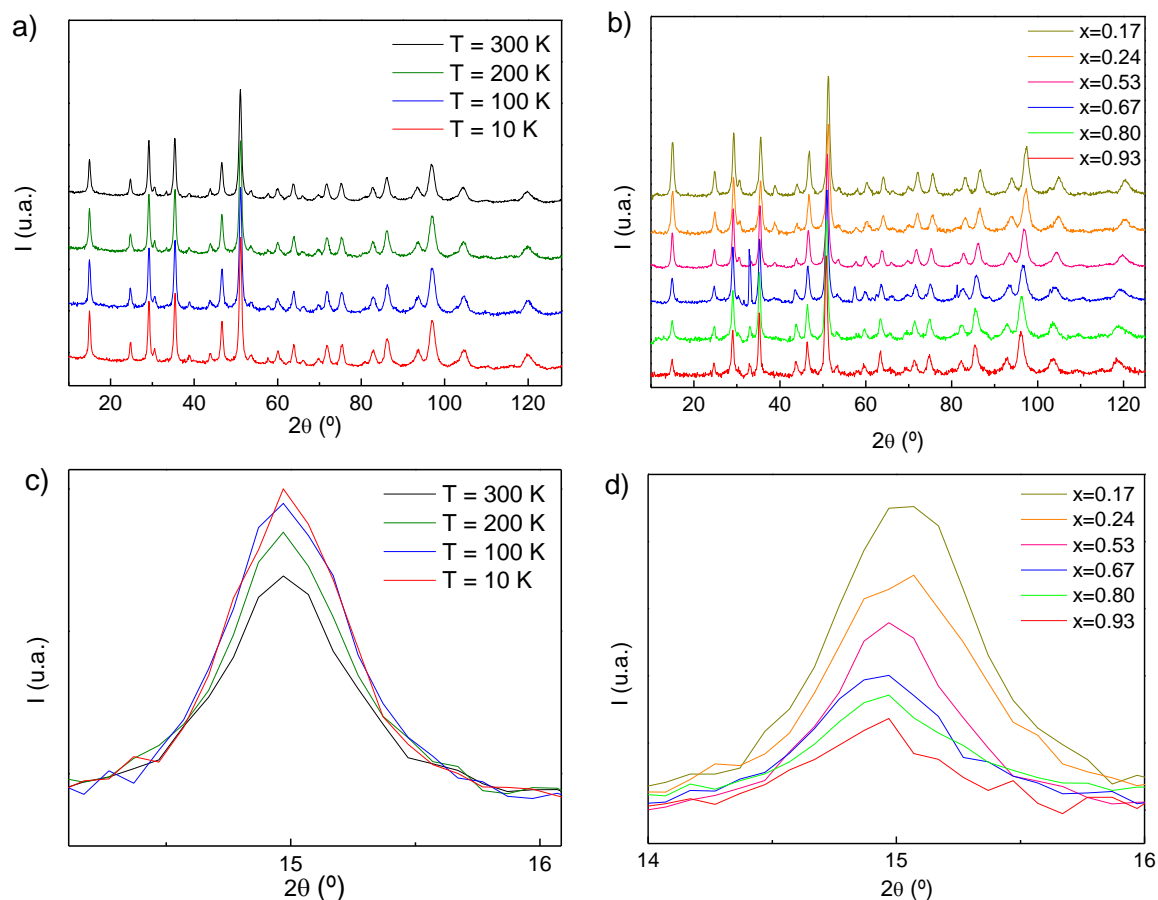 a)
T = 300 K
T = 200 K
T = 100 K
T = 10 K
I (u.a.)
20 40 60 80 100 120
2θ (º)
b)
x=0.17
x=0.24
x=0.53
x=0.67
x=0.80
x=0.93
I (u.a.)
20 40 60 80 100 120
2θ (º)
c)
T = 300 K
T = 200 K
T = 100 K
T = 10 K
I (u.a.)
15 16
2θ (º)
d)
x=0.17
x=0.24
x=0.53
x=0.67
x=0.80
x=0.93
I (u.a.)
14 15 16
2θ (º)